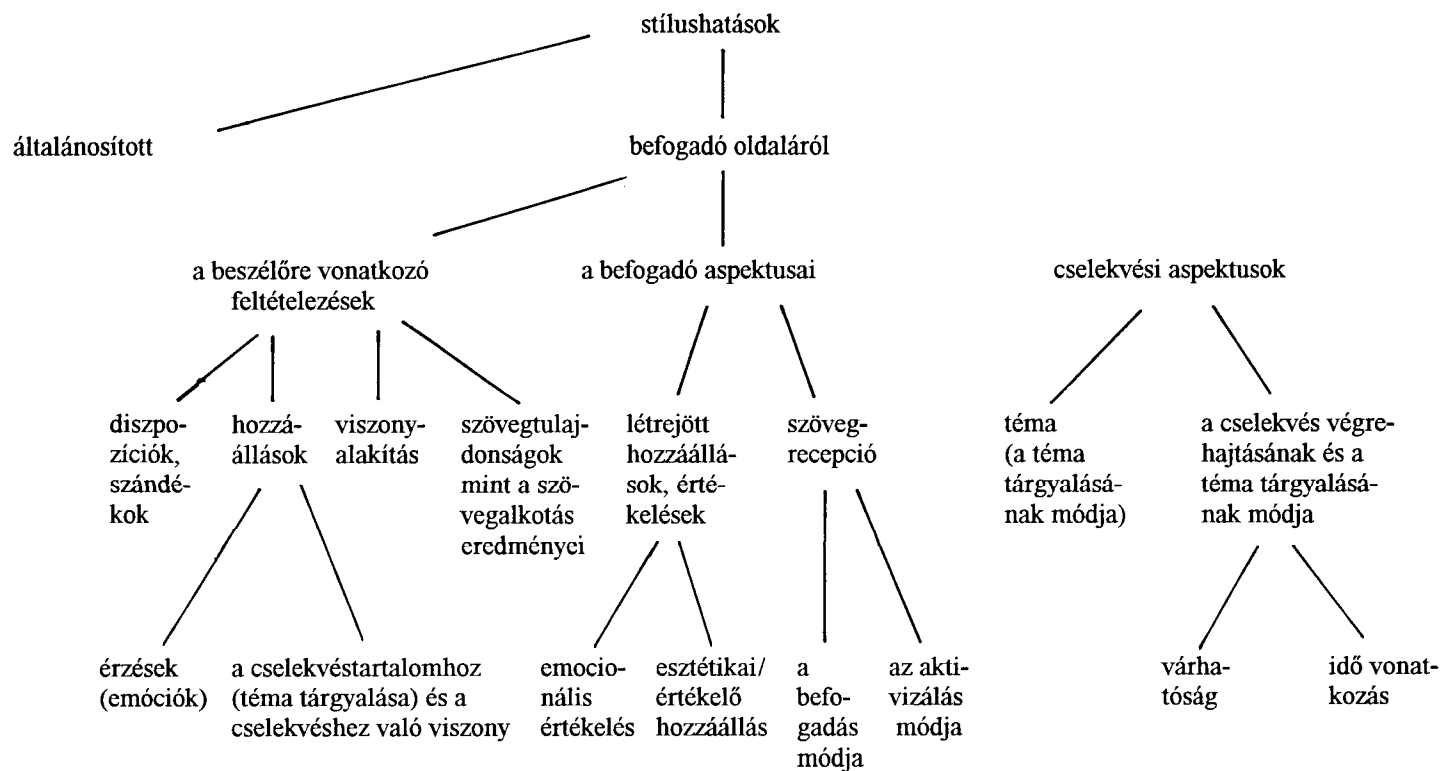 stílushatások
általánosított
befogadó oldaláról
a beszélőre vonatkozó
feltételezések
a befogadó aspektusai
cselekvési aspektusok
diszpo-
zíciók,
szándé-
kok
hozzá-
állások
viszony-
alakítás
szövegtulaj-
donságok
mint a szö-
vegalkotás
eredményei
létrejött
hozzáállá-
sok, érté-
kelések
szöveg-
recepció
téma
(a téma
tárgyalásá-
nak módja)
a cselekvés végre-
hajtásának és a
téma tárgyalásá-
nak módja
érzések
(emóciók)
a cselekvéstartalomhoz
(téma tárgyalása) és a
cselekvéshez való viszony
emocio-
nális
értékelés
esztétikai/
értékelő
hozzáállás
a
befo-
gadás
módja
az akti-
vizálás
módja
várha-
tóság
idő vonat-
kozás